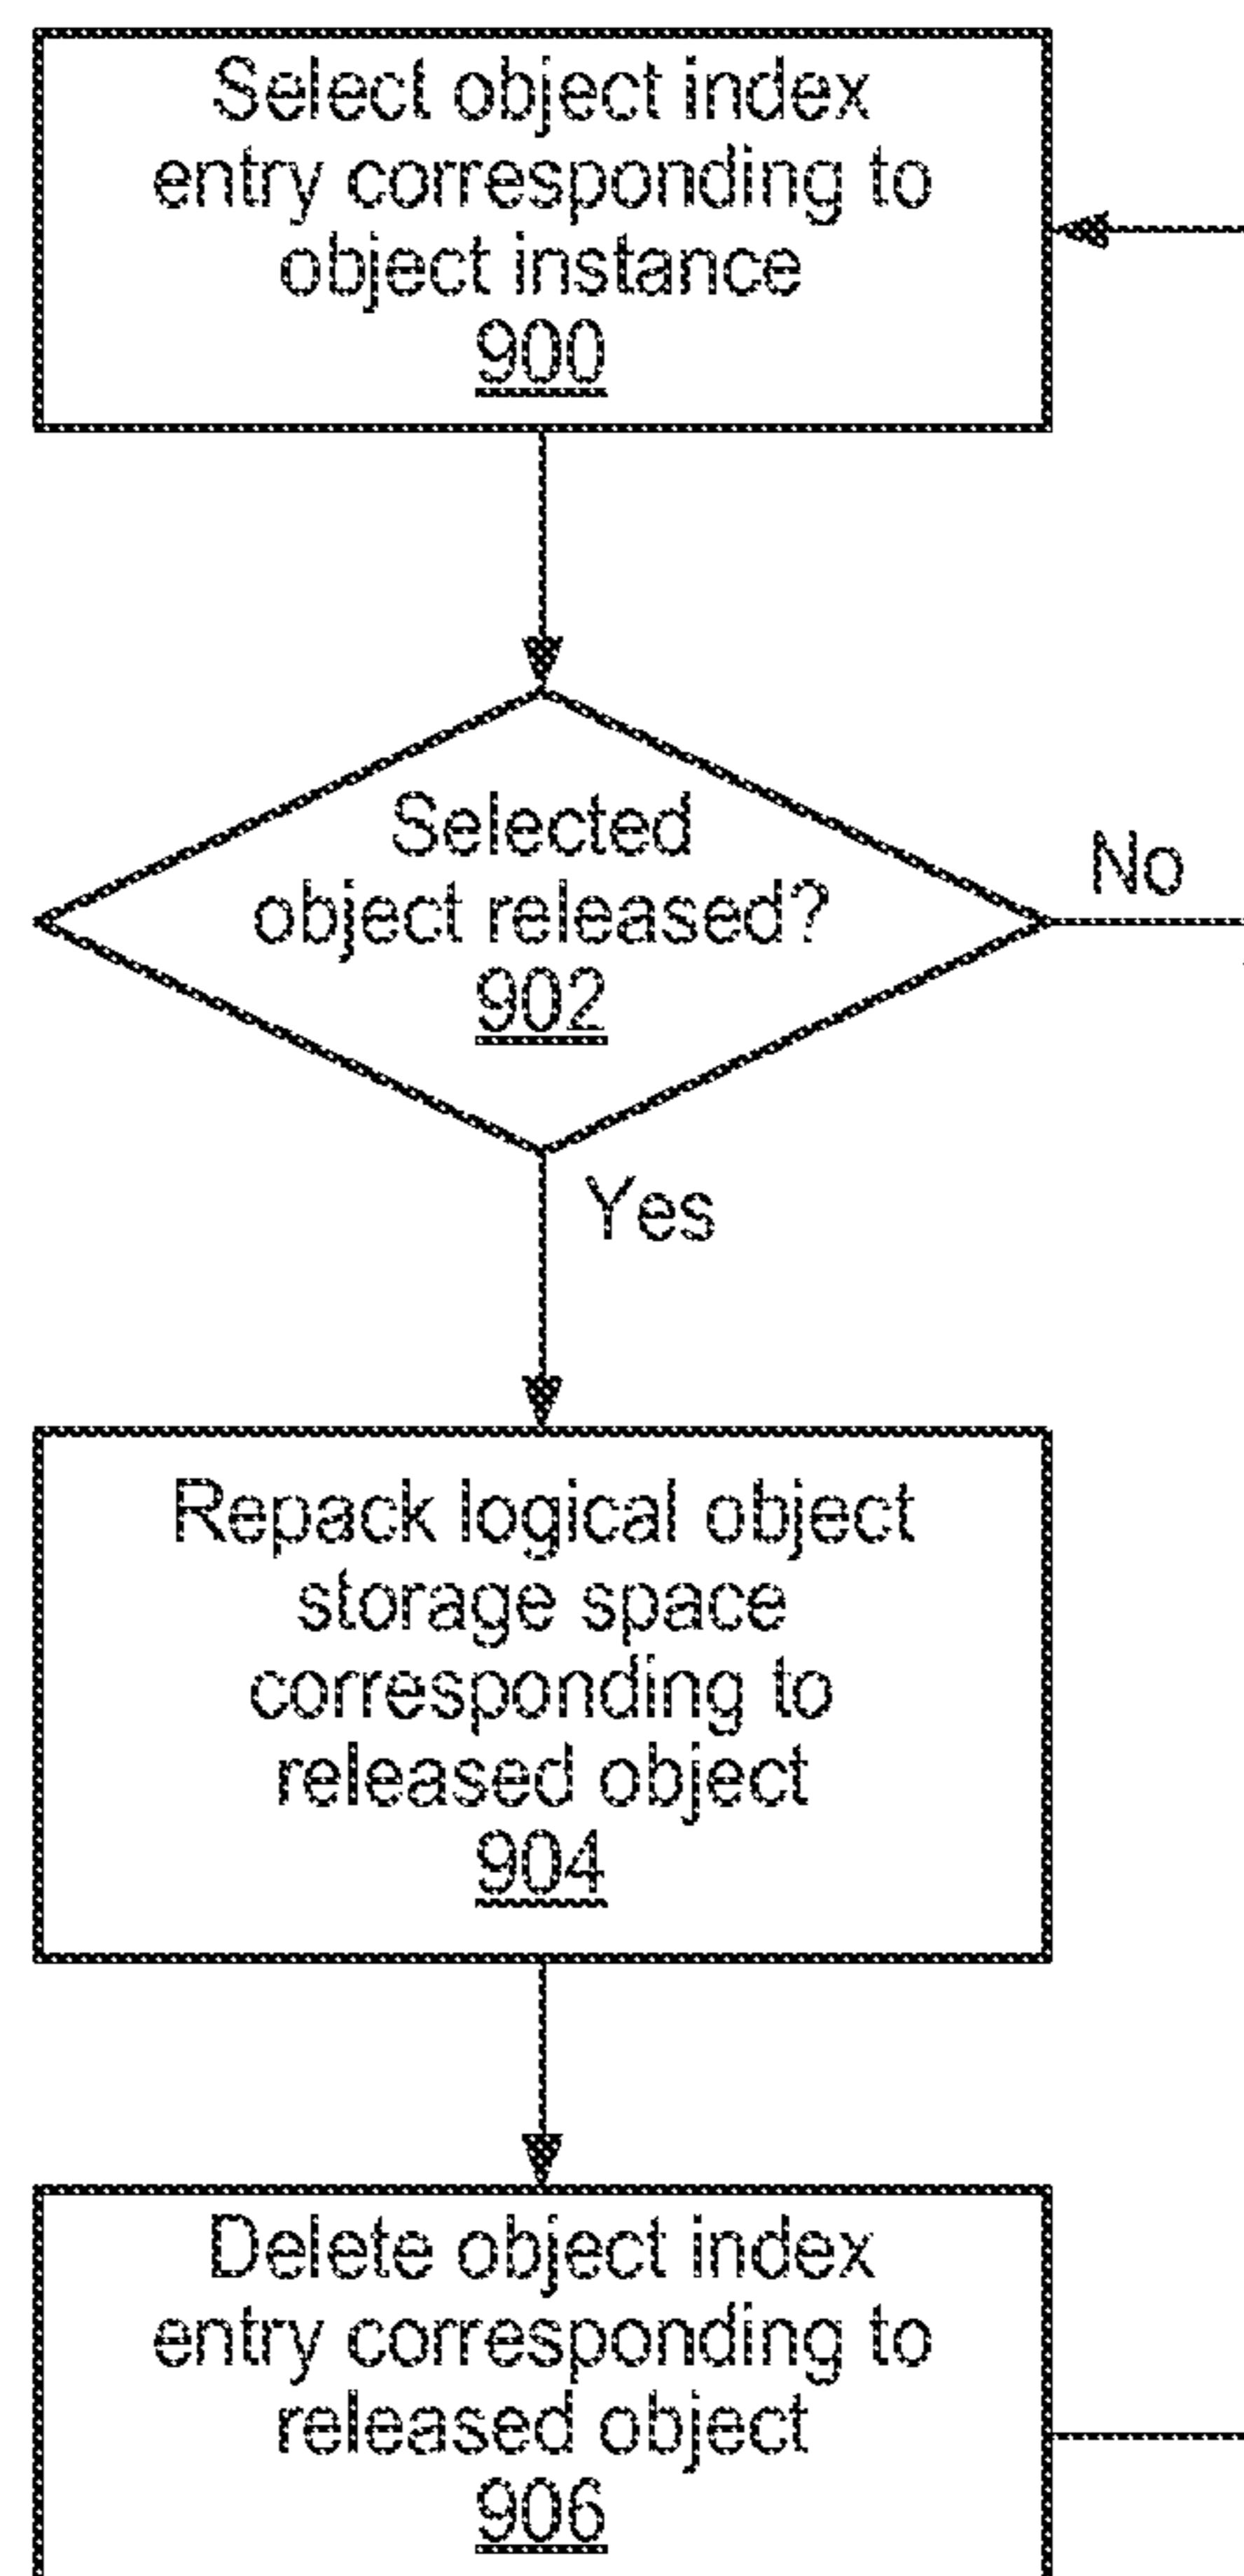 Select object index
entry corresponding to
object instance
900
Selected
object released?
902
No
Yes
Repack logical object
storage space
corresponding to
released object
904
Delete object index
entry corresponding to
released object
906